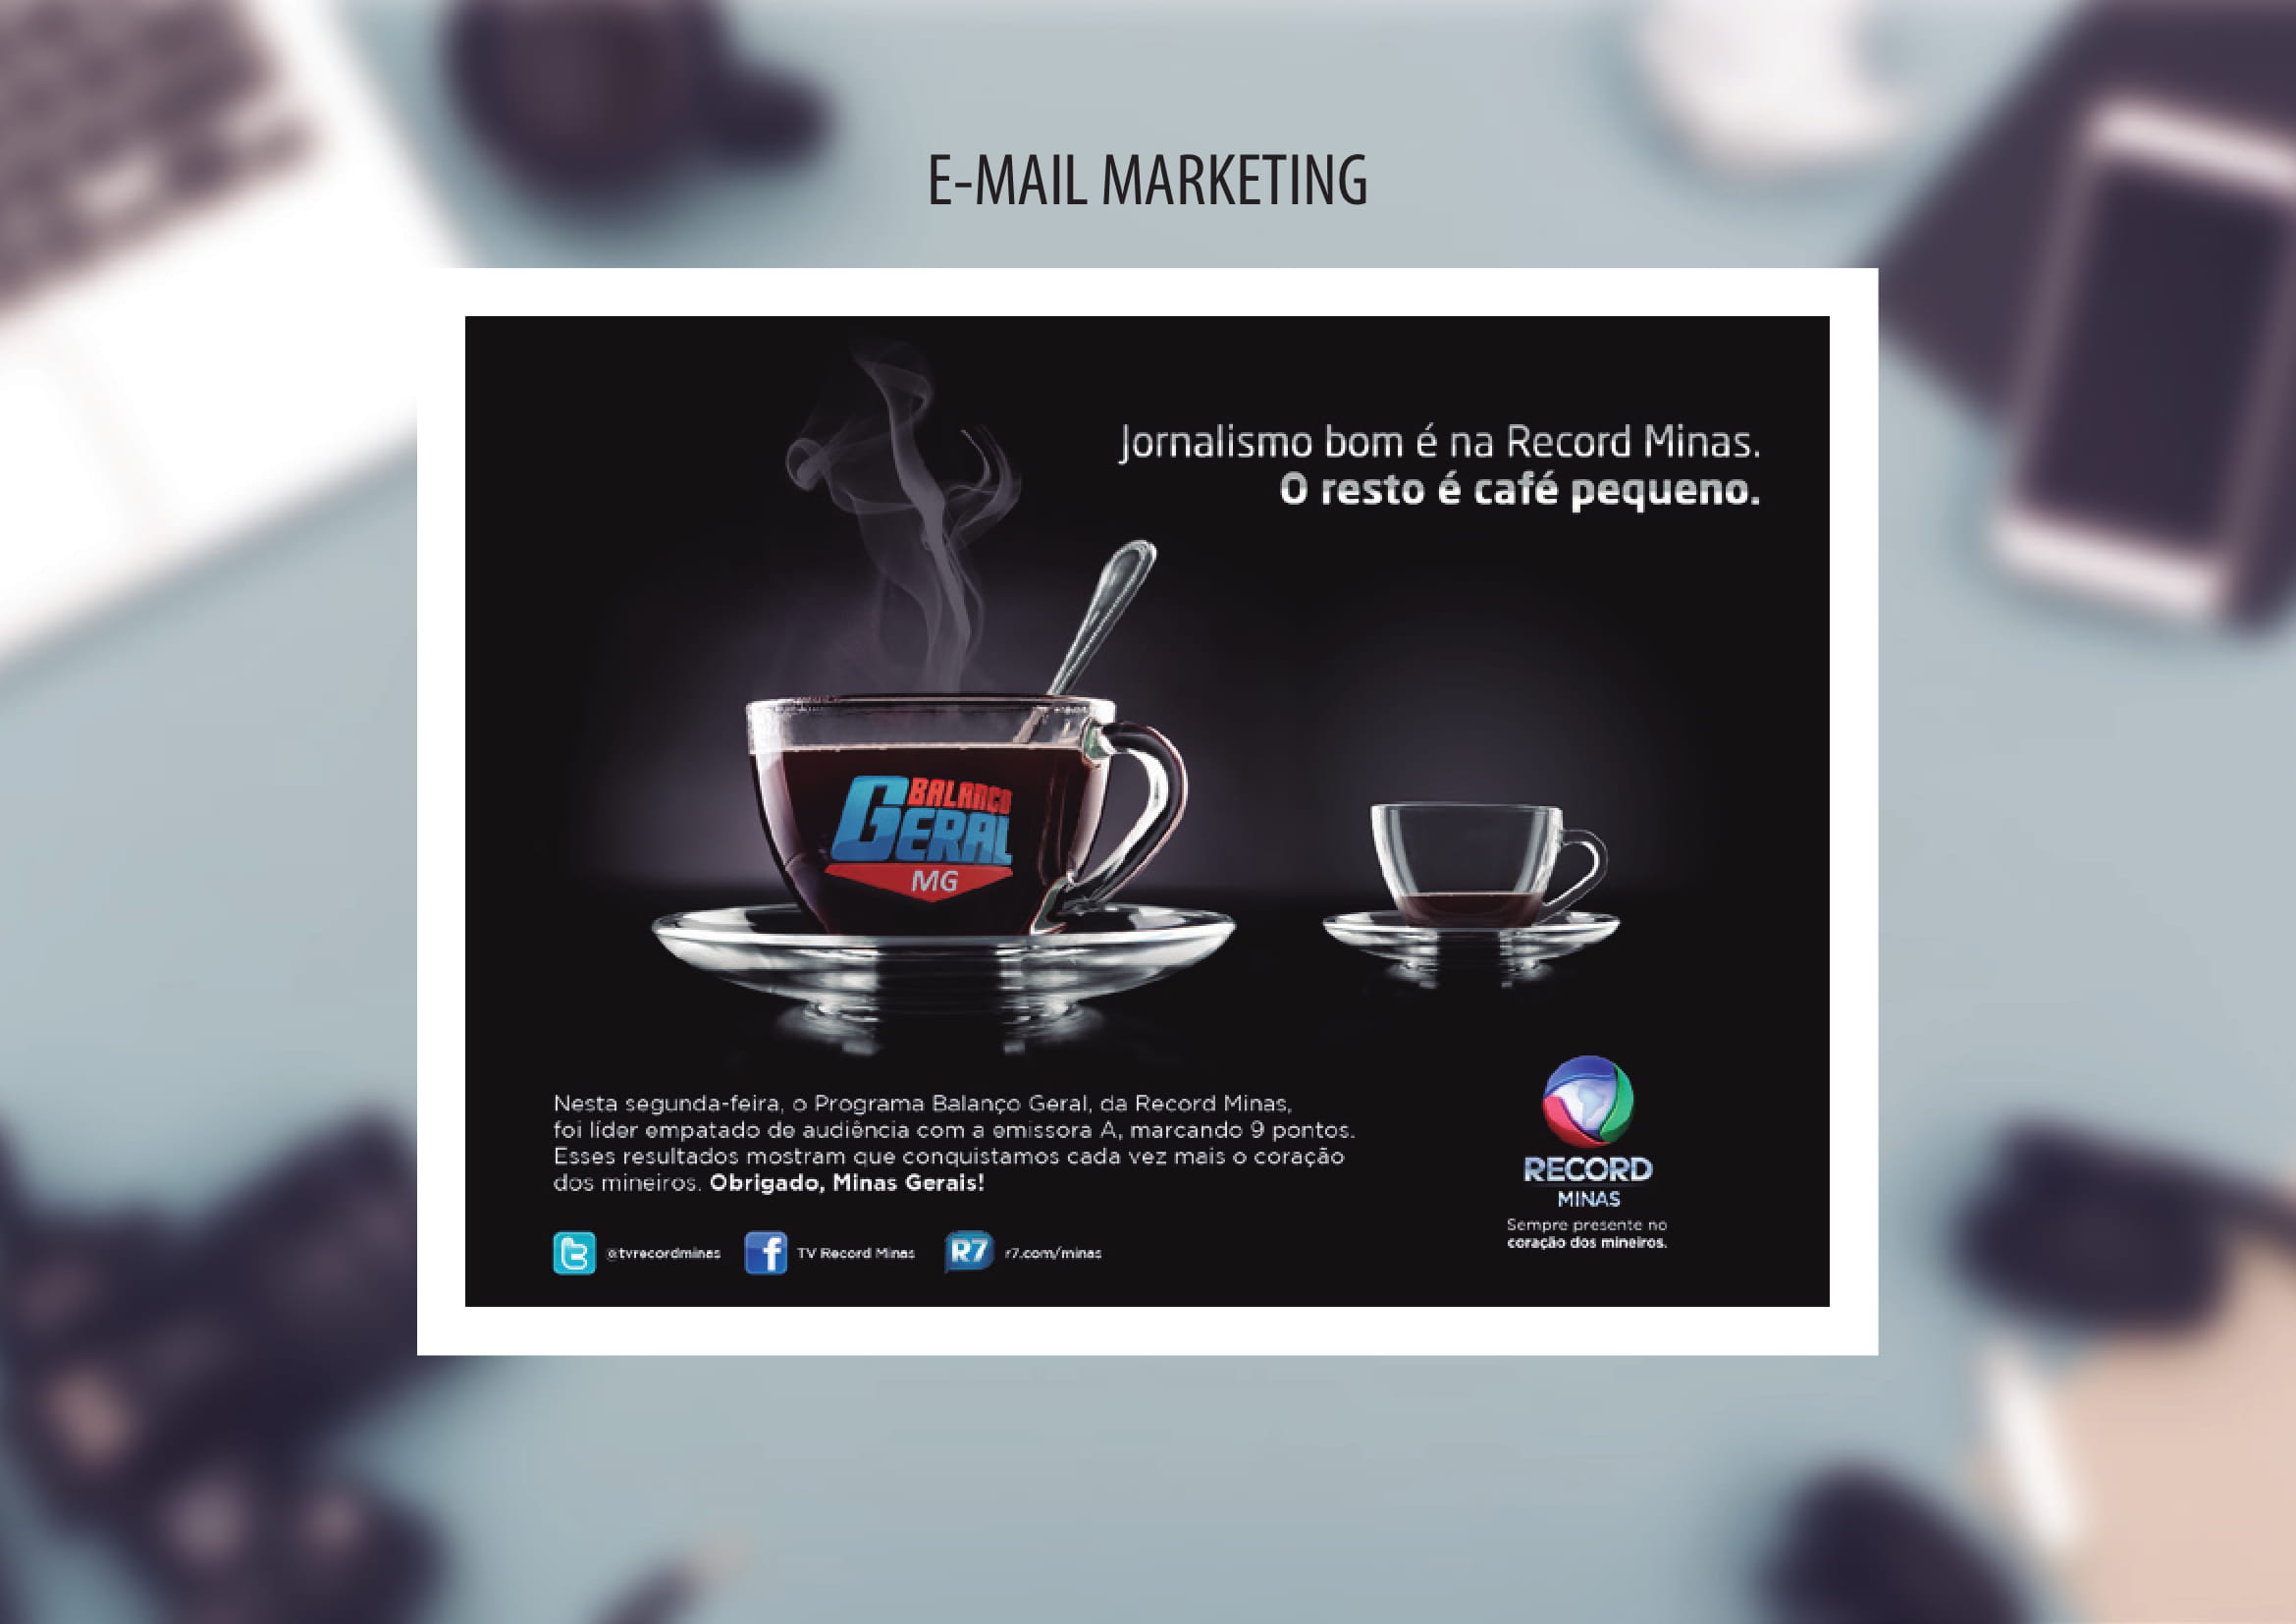 E-MAIL MARKETING
Jornalismo bom é na Record Minas.
O resto é café pequeno.
BALANÇO
GERAL
MG
Nesta segunda-feira, o Programa Balanço Geral, da Record Minas,
foi líder empatado de audiência com a emissora A, marcando 9 pontos.
Esses resultados mostram que conquistamos cada vez mais o coração
dos mineiros. Obrigado, Minas Gerais!
@tvrecordminas
TV Record Minas
R7
r7.com/minas
RECORD
MINAS
Sempre presente no
coração dos mineiros.